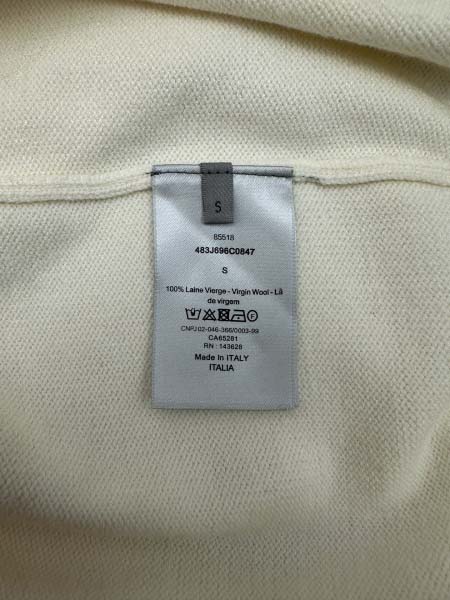 S
85518
483J696C0847
S
100% Laine Vierge - Virgin Wool - Lã
de virgem
CNPJ 02-046-366/0003-99
CA65281
RN : 143628
Made In ITALY
ITALIA